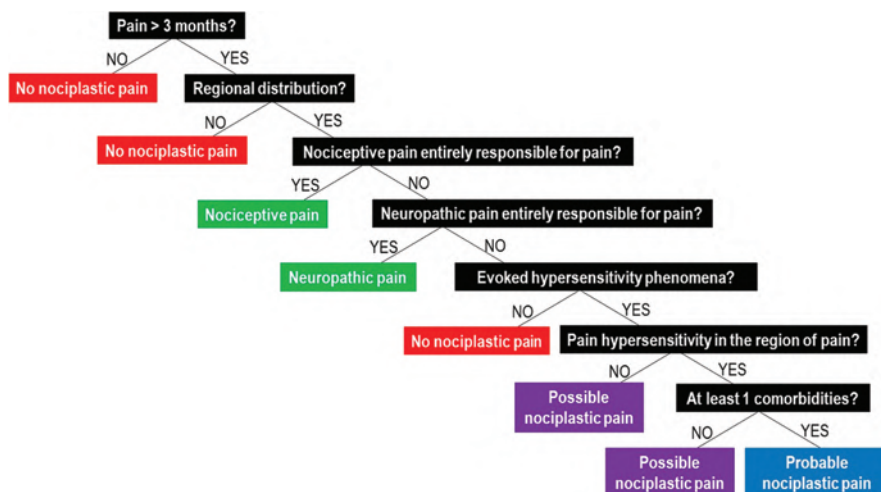 Pain > 3 months?
NO
YES
No nociplastic pain
Regional distribution?
NO
YES
No nociplastic pain
Nociceptive pain entirely responsible for pain?
YES
NO
Nociceptive pain
Neuropathic pain entirely responsible for pain?
YES
NO
Neuropathic pain
Evoked hypersensitivity phenomena?
NO
YES
No nociplastic pain
Pain hypersensitivity in the region of pain?
NO
YES
Possible
nociplastic pain
At least 1 comorbidities?
NO
YES
Possible
nociplastic pain
Probable
nociplastic pain